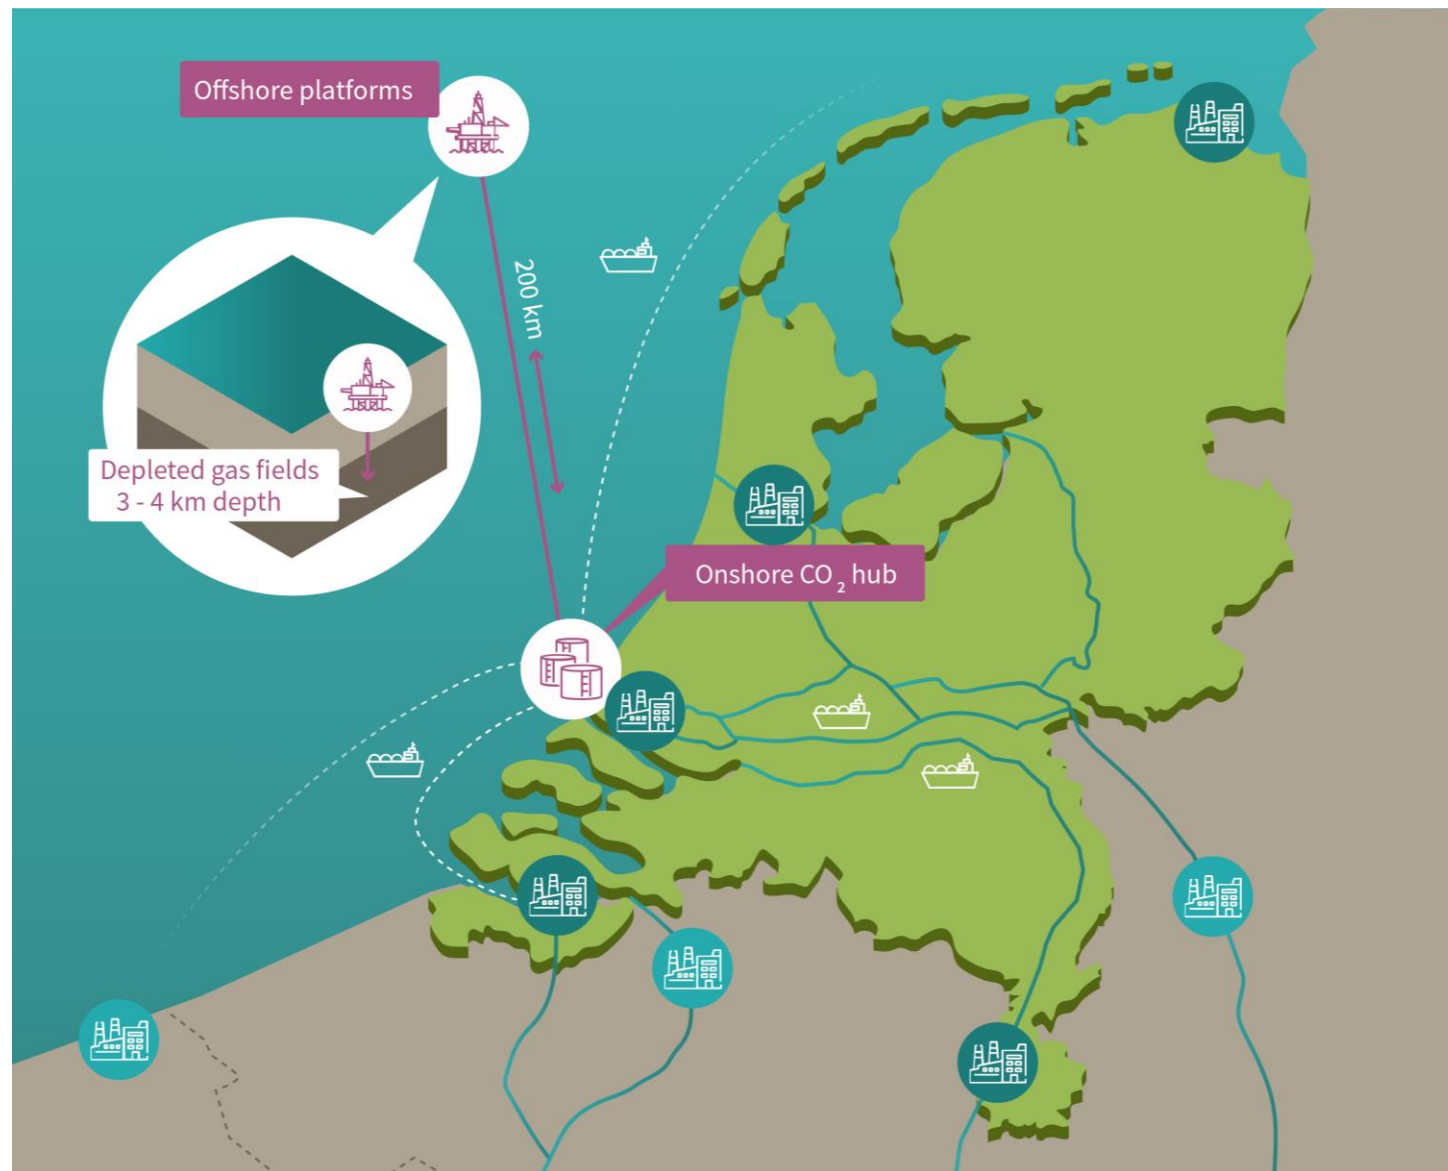 Offshore platforms
200 km
Depleted gas fields
3 - 4 km depth
Onshore CO₂ hub